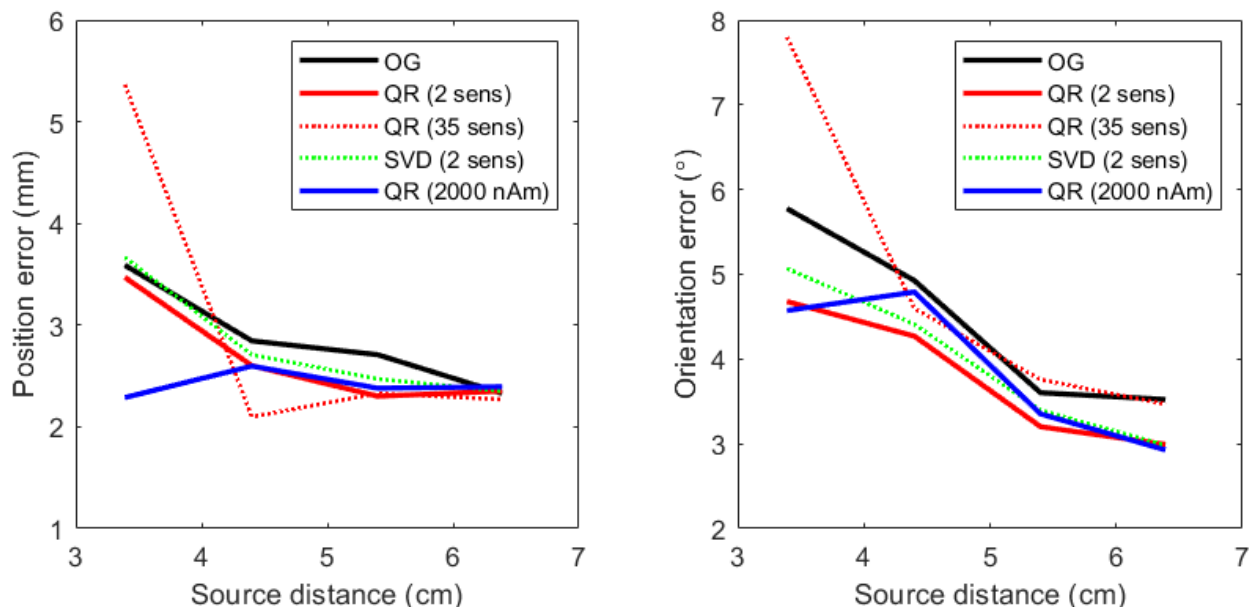 6
5
4
3
2
1
Position error (mm)
3
4
5
6
7
Source distance (cm)
OG
QR (2 sens)
QR (35 sens)
SVD (2 sens)
QR (2000 nAm)
8
7
6
5
4
3
2
Orientation error (°)
3
4
5
6
7
Source distance (cm)
OG
QR (2 sens)
QR (35 sens)
SVD (2 sens)
QR (2000 nAm)